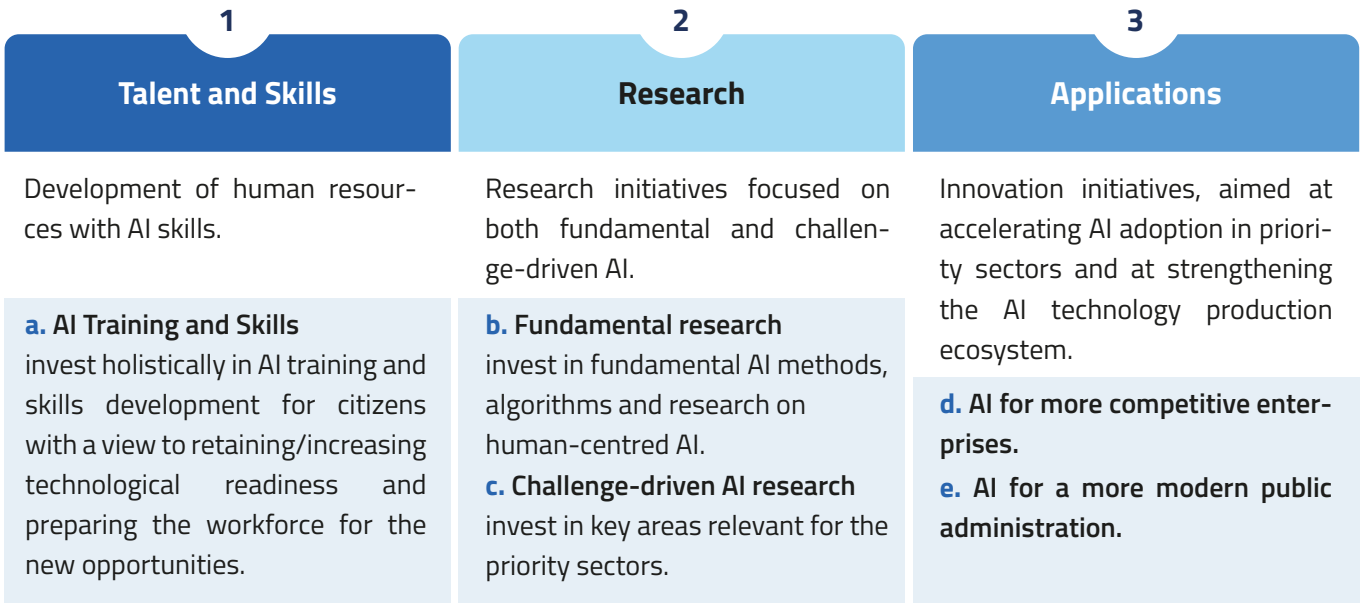 1
Talent and Skills
Development of human resour-
ces with AI skills.
a. AI Training and Skills
invest holistically in AI training and
skills development for citizens
with a view to retaining/increasing
technological readiness and
preparing the workforce for the
new opportunities.
2
Research
Research initiatives focused on
both fundamental and challen-
ge-driven AI.
b. Fundamental research
invest in fundamental AI methods,
algorithms and research on
human-centred AI.
c. Challenge-driven AI research
invest in key areas relevant for the
priority sectors.
3
Applications
Innovation initiatives, aimed at
accelerating AI adoption in priori-
ty sectors and at strengthening
the AI technology production
ecosystem.
d. AI for more competitive enter-
prises.
e. AI for a more modern public
administration.